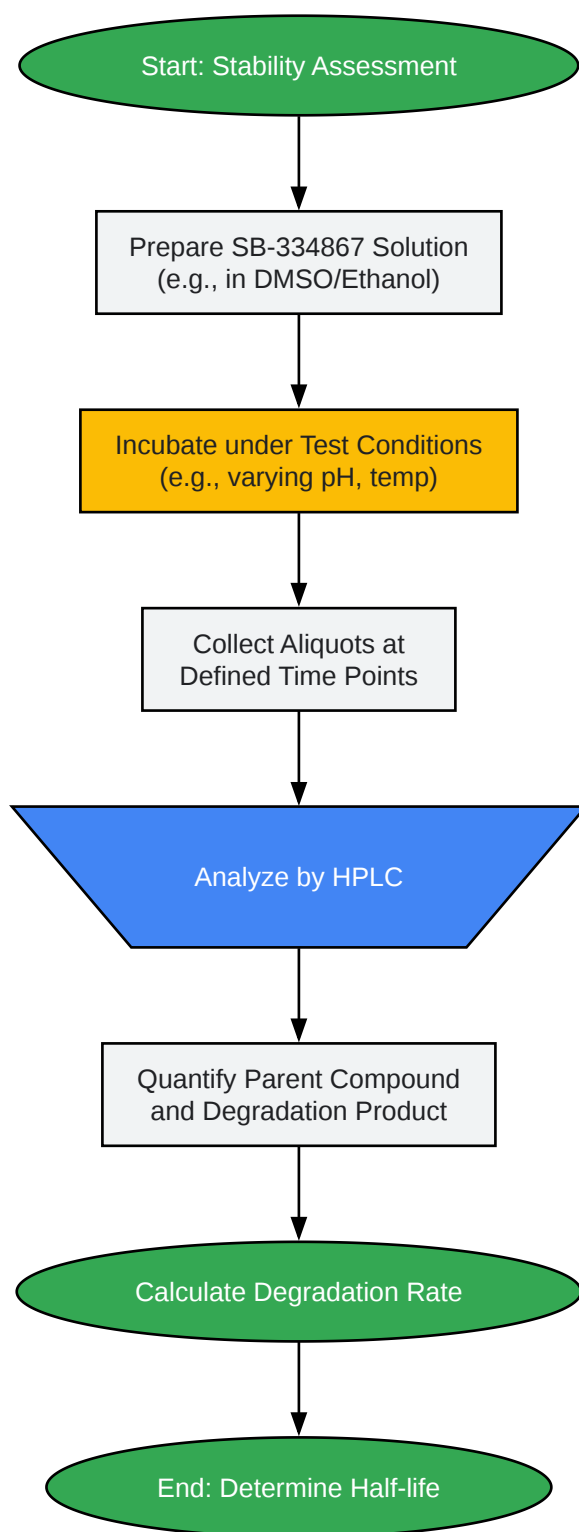 Start: Stability Assessment
Prepare SB-334867 Solution
(e.g., in DMSO/Ethanol)
Incubate under Test Conditions
(e.g., varying pH, temp)
Collect Aliquots at
Defined Time Points
Analyze by HPLC
Quantify Parent Compound
and Degradation Product
Calculate Degradation Rate
End: Determine Half-life